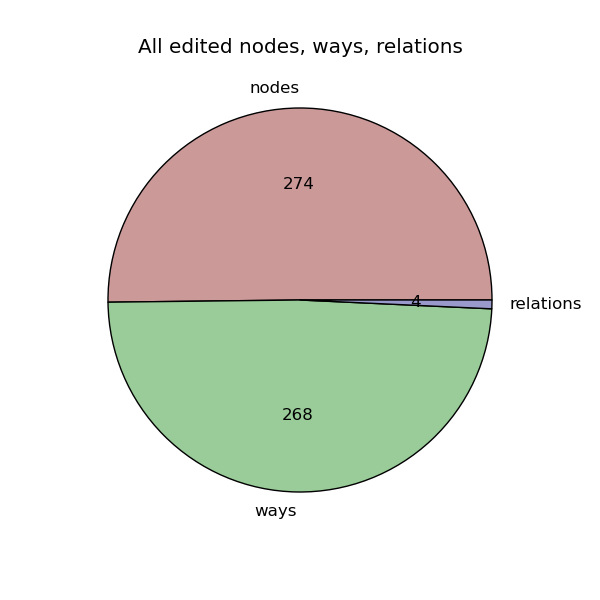 All edited nodes, ways, relations
nodes
274
4
relations
268
ways